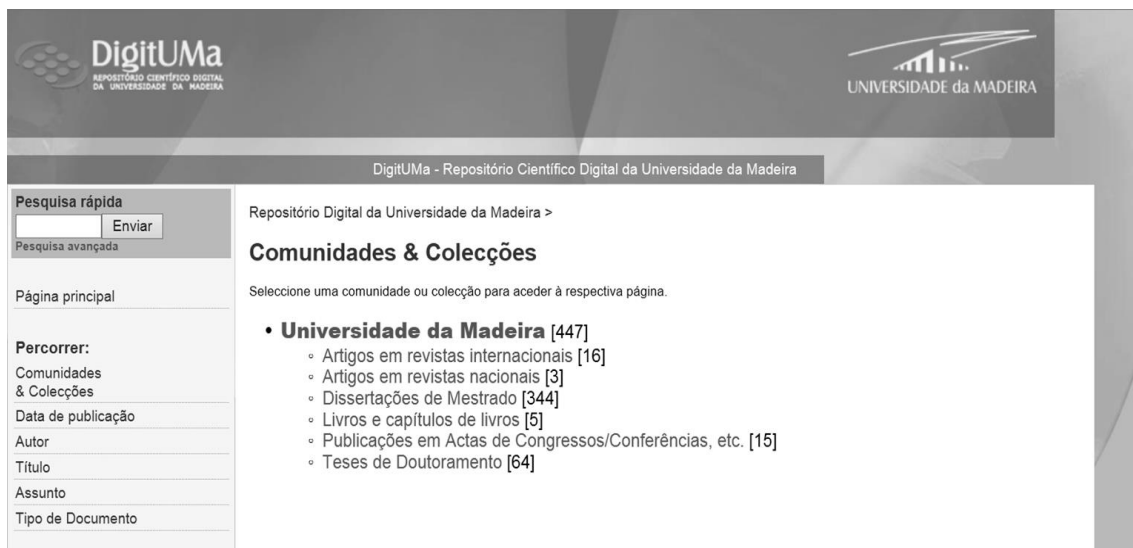 DigitUMa
REPOSITÓRIO CIENTÍFICO DIGITAL
DA UNIVERSIDADE DA MADEIRA
UNIVERSIDADE da MADEIRA
DigitUMa - Repositório Científico Digital da Universidade da Madeira
Pesquisa rápida
Enviar
Pesquisa avançada
Página principal
Percorrer:
Comunidades
& Colecções
Data de publicação
Autor
Título
Assunto
Tipo de Documento
Repositório Digital da Universidade da Madeira >
Comunidades & Colecções
Seleccione uma comunidade ou colecção para aceder à respectiva página.
• Universidade da Madeira [447]
◦ Artigos em revistas internacionais [16]
◦ Artigos em revistas nacionais [3]
◦ Dissertações de Mestrado [344]
◦ Livros e capítulos de livros [5]
◦ Publicações em Actas de Congressos/Conferências, etc. [15]
◦ Teses de Doutoramento [64]